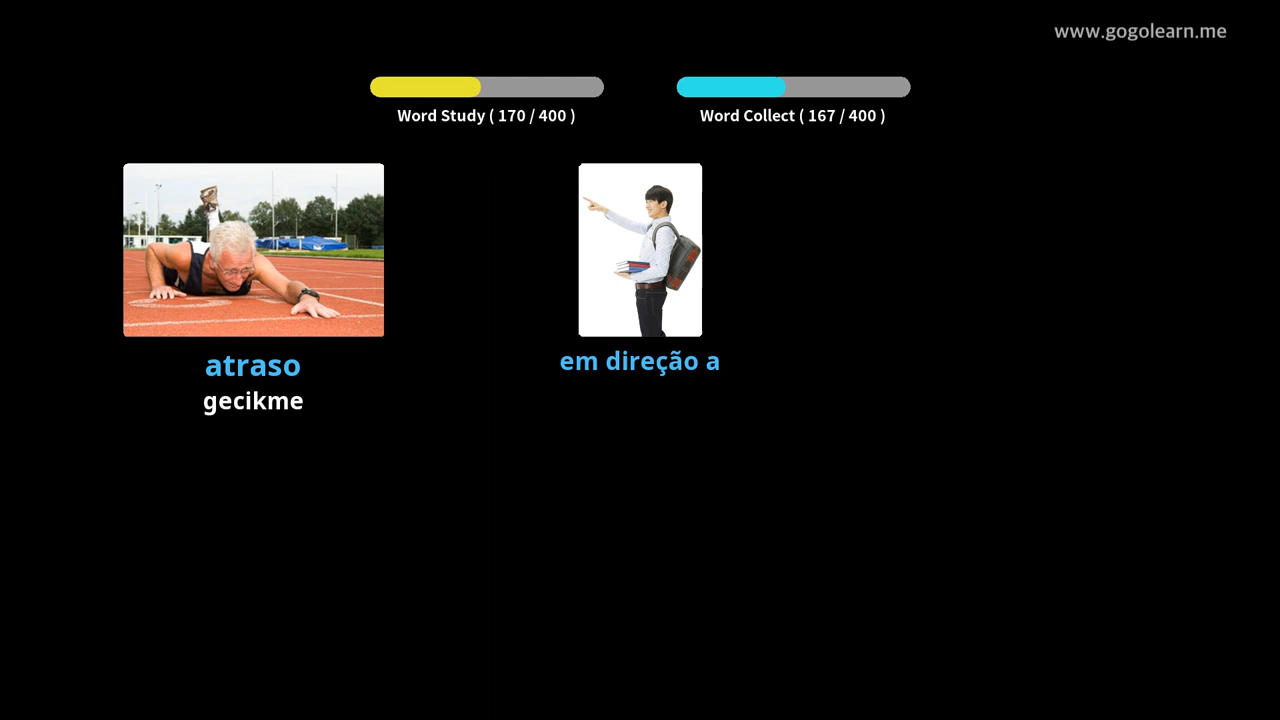 www.gogolearn.me
Word Study ( 170 / 400 )
Word Collect ( 167 / 400 )
atraso
gecikme
em direção a